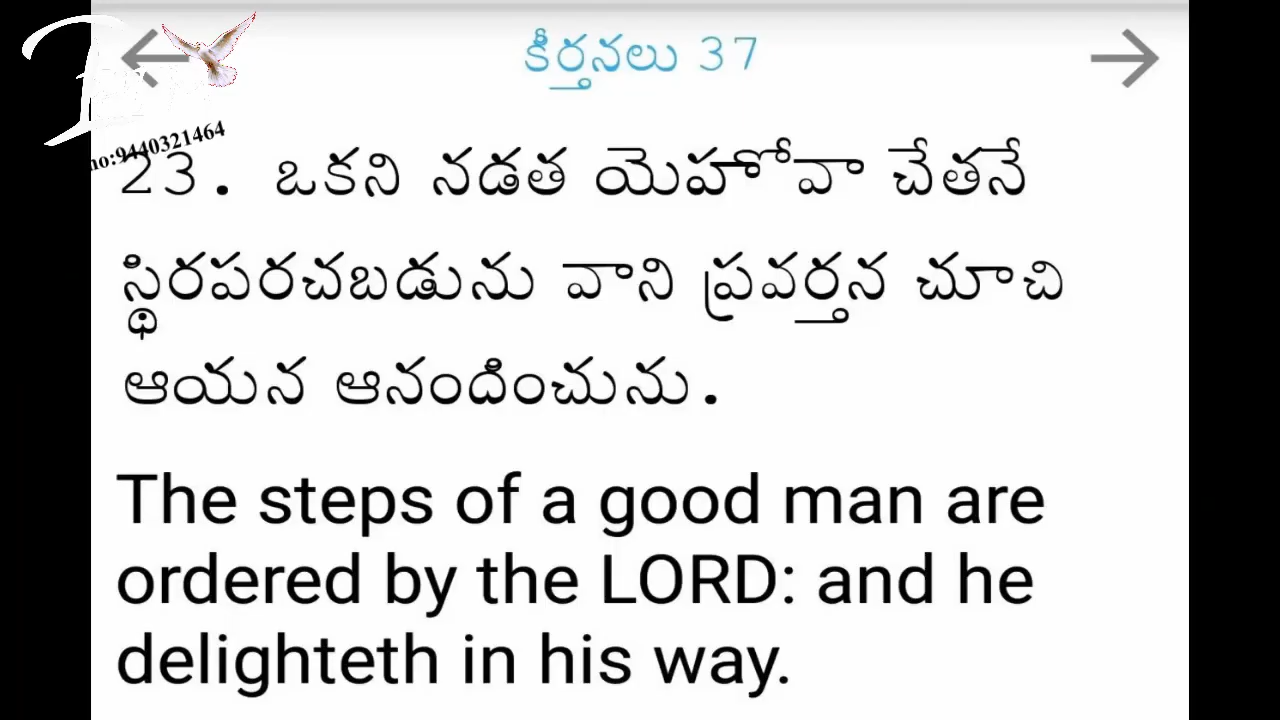 కీర్తనలు 37
no:9440321464
23. ఒకని నడత యెహోవా చేతనే
స్థిరపరచబడును వాని ప్రవర్తన చూచి
ఆయన ఆనందించును.
The steps of a good man are
ordered by the LORD: and he
delighteth in his way.